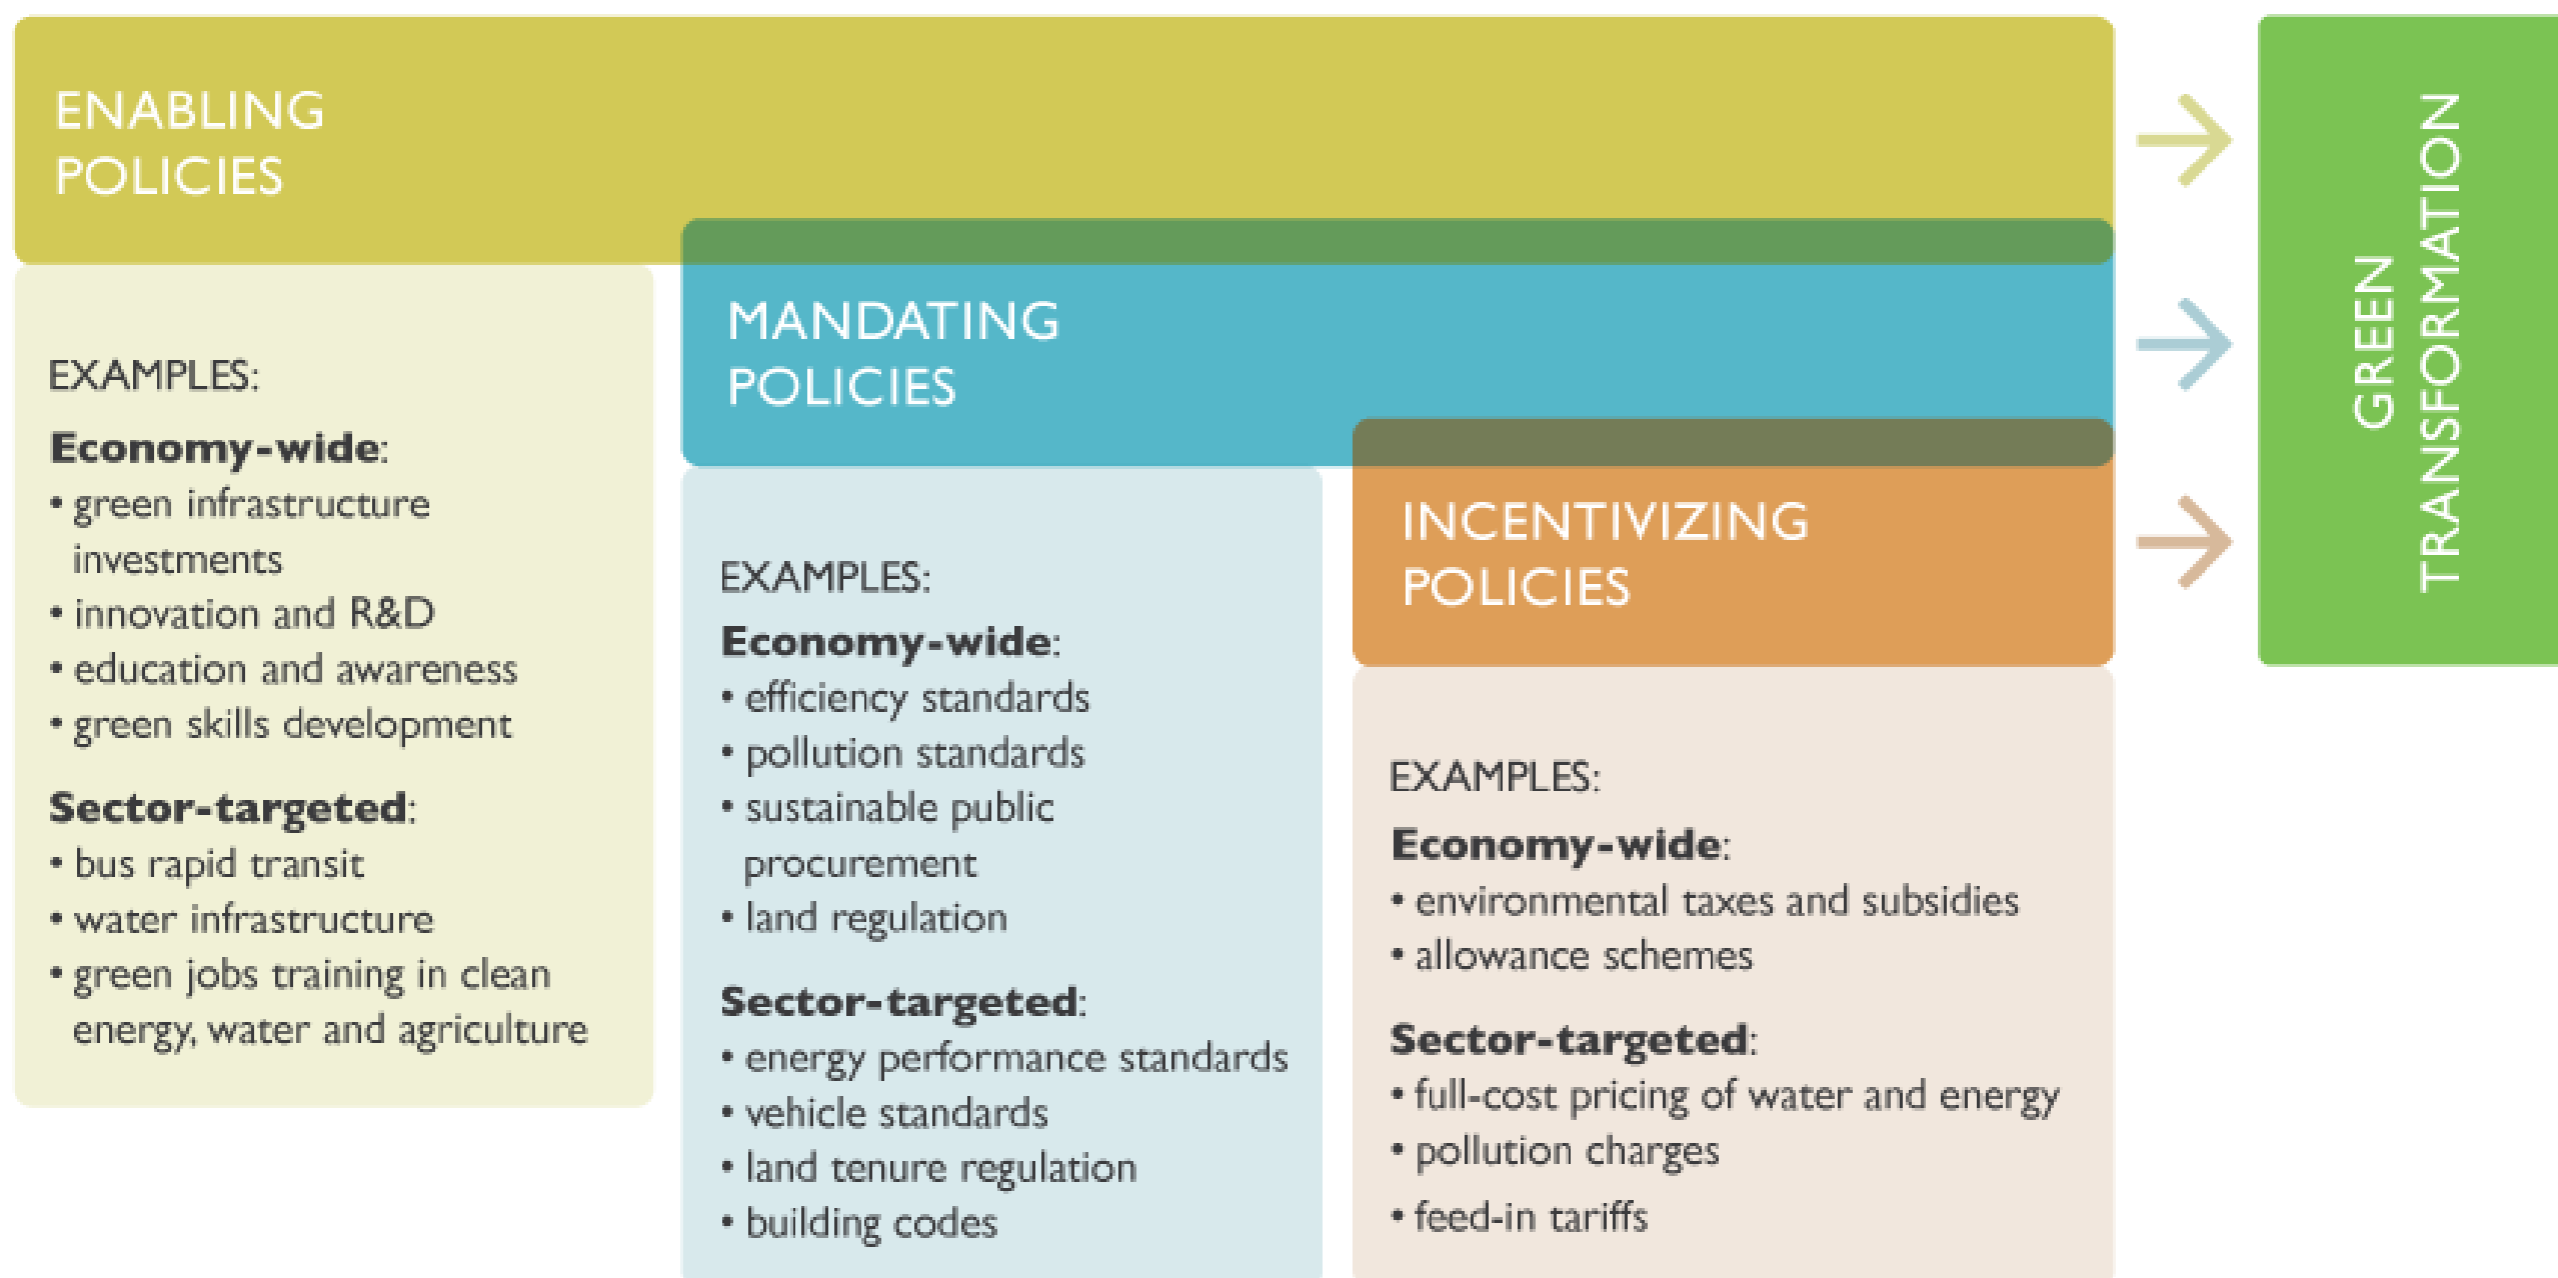 ENABLING
POLICIES
EXAMPLES:
Economy-wide:
• green infrastructure
investments
• innovation and R&D
• education and awareness
• green skills development
Sector-targeted:
• bus rapid transit
• water infrastructure
• green jobs training in clean
energy, water and agriculture
MANDATING
POLICIES
EXAMPLES:
Economy-wide:
• efficiency standards
• pollution standards
• sustainable public
procurement
• land regulation
Sector-targeted:
• energy performance standards
• vehicle standards
• land tenure regulation
• building codes
INCENTIVIZING
POLICIES
EXAMPLES:
Economy-wide:
• environmental taxes and subsidies
• allowance schemes
Sector-targeted:
• full-cost pricing of water and energy
• pollution charges
• feed-in tariffs
GREEN
TRANSFORMATION